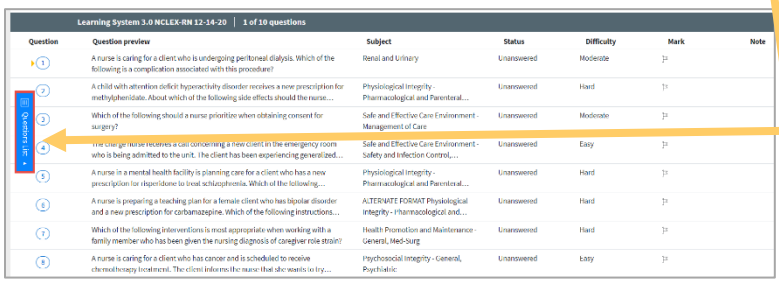 Learning System 3.0 NCLEX-RN 12-14-20 | 1 of 10 questions
Question Question preview Subject Status Difficulty Mark Note
1 A nurse is caring for a client who is undergoing peritoneal dialysis. Which of the Renal and Urinary Unanswered Moderate
following is a complication associated with this procedure?
2 A child with attention deficit hyperactivity disorder receives a new prescription for Physiological Integrity - Unanswered Hard
methylphenidate. About which of the following side effects should the nurse... Pharmacological and Parenteral...
3 Which of the following should a nurse prioritize when obtaining consent for Safe and Effective Care Environment - Unanswered Moderate
surgery? Management of Care
4 The charge nurse receives a call concerning a new client in the emergency room Safe and Effective Care Environment - Unanswered Easy
who is being admitted to the unit. The client has been experiencing generalized... Safety and Infection Control,...
5 A nurse in a mental health facility is planning care for a client who has a new Physiological Integrity - Unanswered Hard
prescription for risperidone to treat schizophrenia. Which of the following... Pharmacological and Parenteral...
6 A nurse is preparing a teaching plan for a female client who has bipolar disorder ALTERNATE FORMAT Physiological Unanswered Hard
and a new prescription for carbamazepine. Which of the following instructions... Integrity - Pharmacological and...
7 Which of the following interventions is most appropriate when working with a Health Promotion and Maintenance - Unanswered Hard
family member who has been given the nursing diagnosis of caregiver role strain? General, Med-Surg
8 A nurse is caring for a client who has cancer and is scheduled to receive Psychosocial Integrity - General, Unanswered Easy
chemotherapy treatment. The client informs the nurse that she wants to try... Psychiatric
Questions List